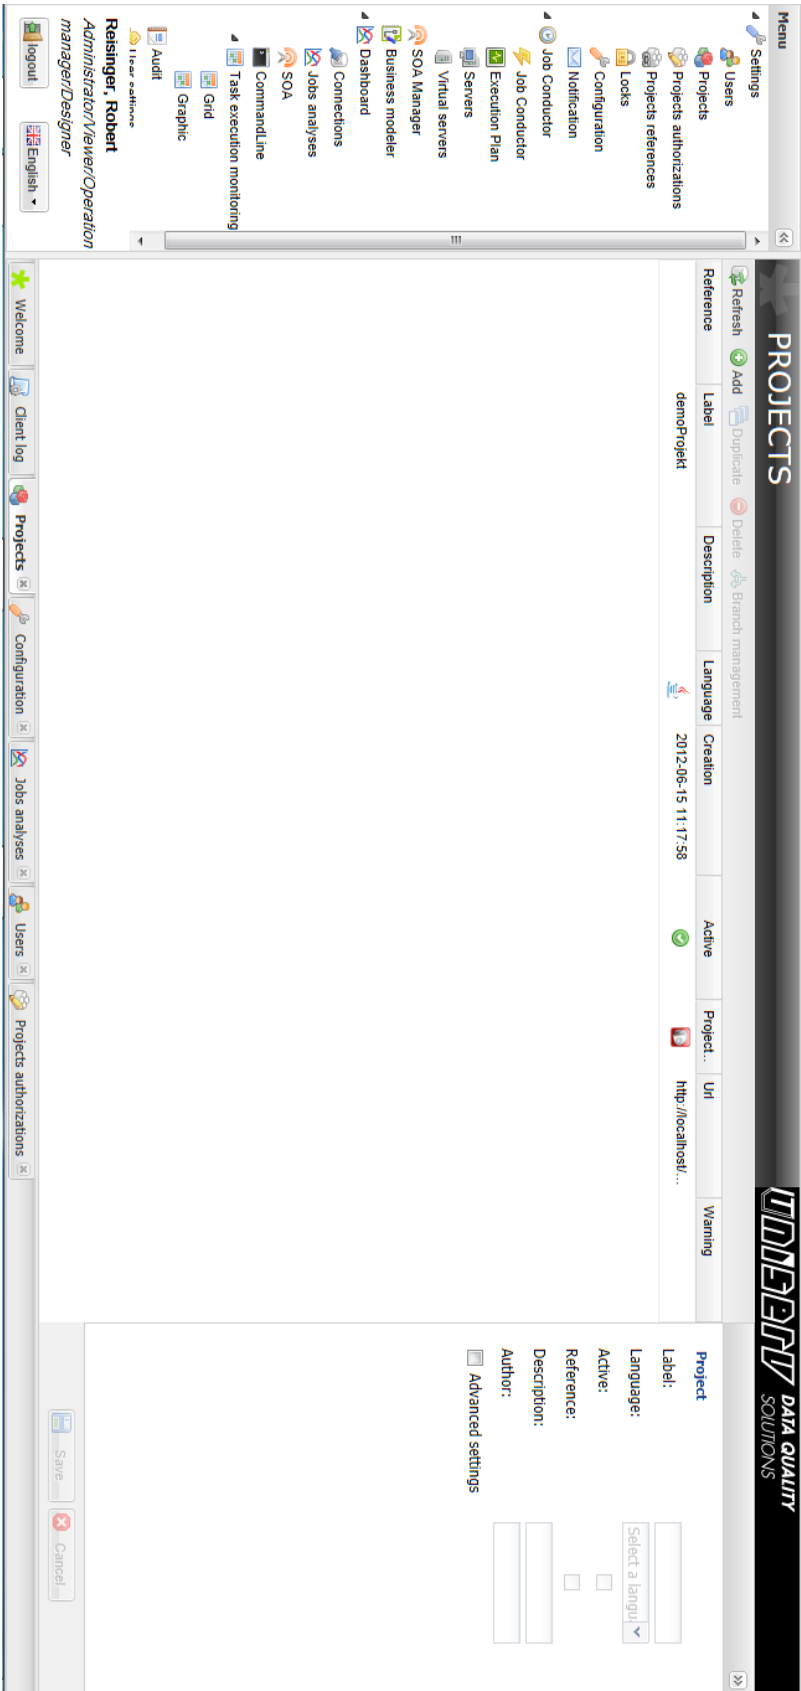 Menu
Settings
Users
Projects
Projects authorizations
Projects references
Locks
Configuration
Notification
Job Conductor
Job Conductor
Execution Plan
Servers
Virtual servers
SOA Manager
Business modeler
Dashboard
Connections
Jobs analyses
SOA
CommandLine
Task execution monitoring
Grid
Graphic
Audit
User settings
Reisinger, Robert
Administrator/Viewer/Operation
manager/Designer
logout English
PROJECTS
UNISERV DATA QUALITY
SOLUTIONS
Refresh Add Duplicate Delete Branch management
Reference Label Description Language Creation Active Project... Url Warning
demoProjekt 2012-06-15 11:17:58 http://localhost/...
Project
Label:
Language: Select a langu
Active:
Reference:
Description:
Author:
Advanced settings
Save Cancel
Welcome Client log Projects Configuration Jobs analyses Users Projects authorizations